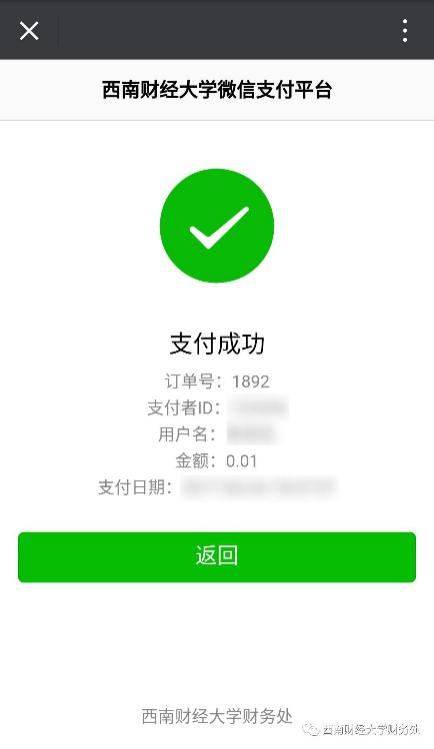 西南财经大学微信支付平台
支付成功
订单号：1892
支付者ID：
用户名：
金额：0.01
支付日期：
返回
西南财经大学财务处
西南财经大学财务处